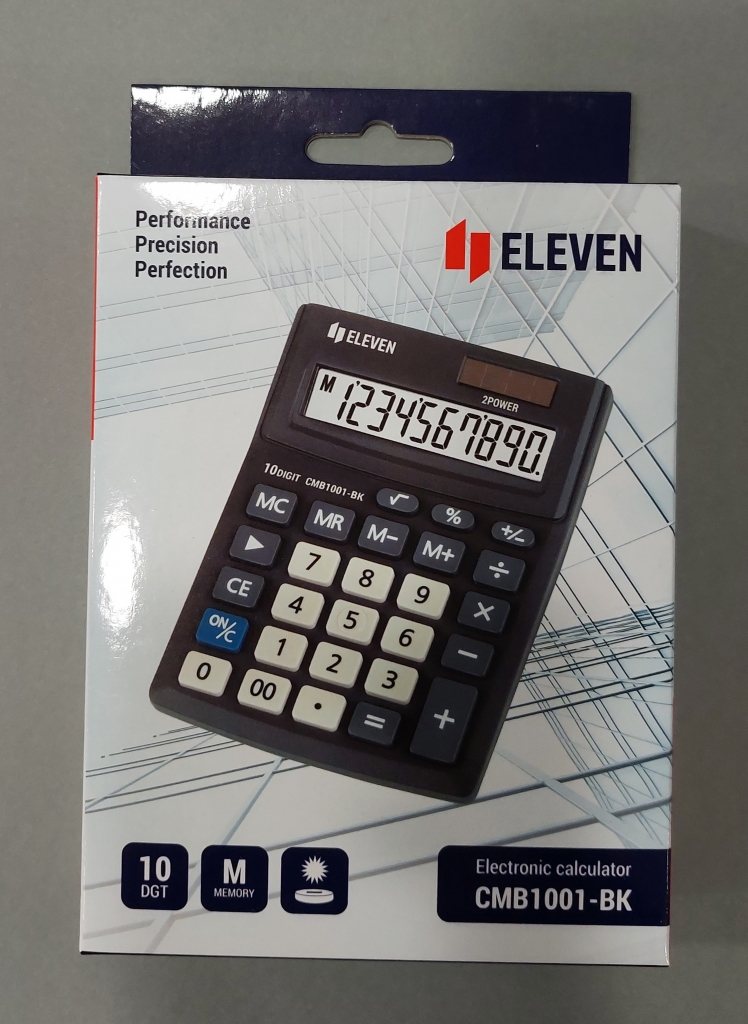 Performance
Precision
Perfection
ELEVEN
ELEVEN
2POWER
M 1234567890.
10DIGIT CMB1001-BK
√ % +/−
MC MR M− M+ ÷
▶ 7 8 9 ×
CE 4 5 6 −
ON/C 1 2 3 +
0 00 . =
10
DGT
M
MEMORY
Electronic calculator
CMB1001-BK